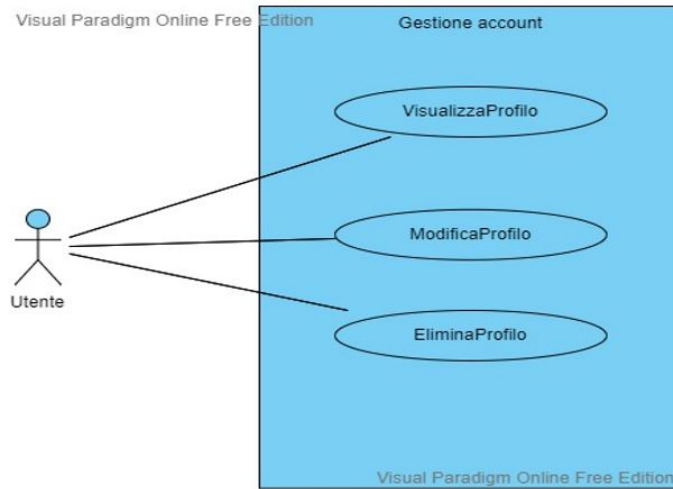 Visual Paradigm Online Free Edition
Gestione account
VisualizzaProfilo
ModificaProfilo
Utente
EliminaProfilo
Visual Paradigm Online Free Edition